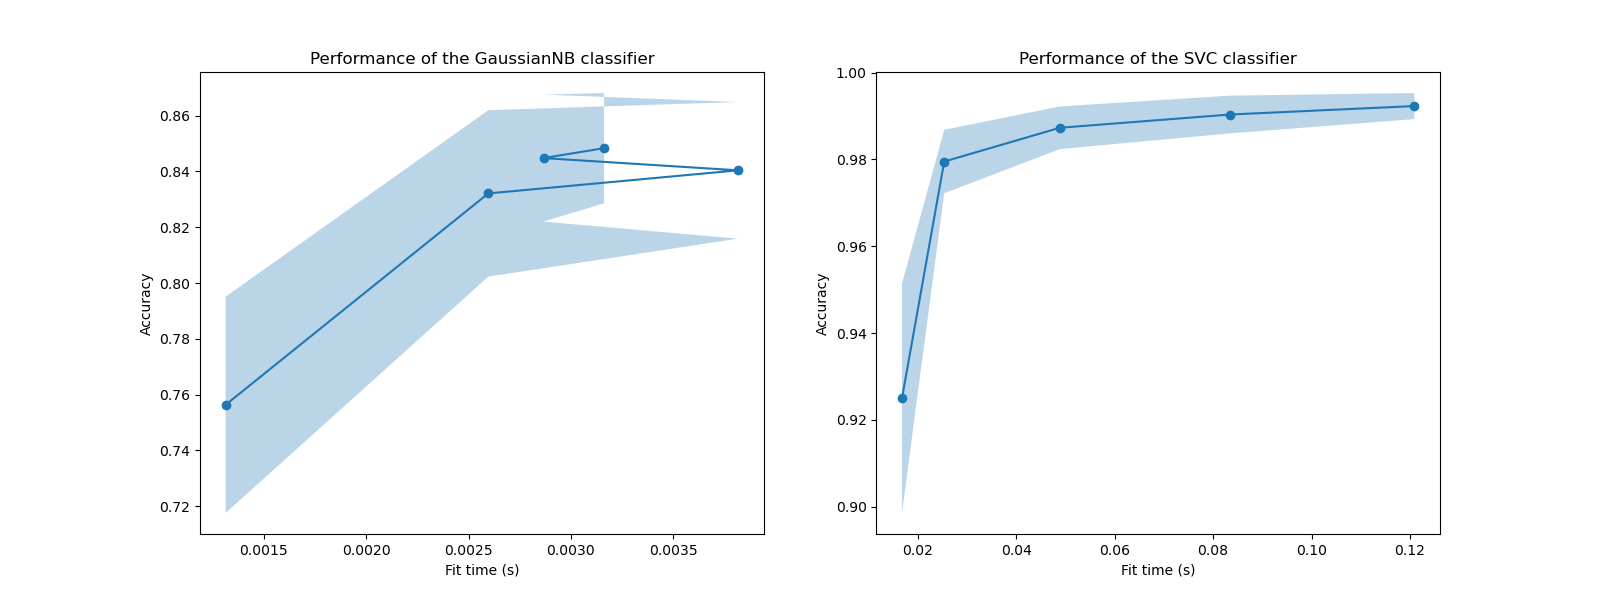 Performance of the GaussianNB classifier
Accuracy
0.86
0.84
0.82
0.80
0.78
0.76
0.74
0.72
0.0015 0.0020 0.0025 0.0030 0.0035
Fit time (s)
Performance of the SVC classifier
Accuracy
1.00
0.98
0.96
0.94
0.92
0.90
0.02 0.04 0.06 0.08 0.10 0.12
Fit time (s)